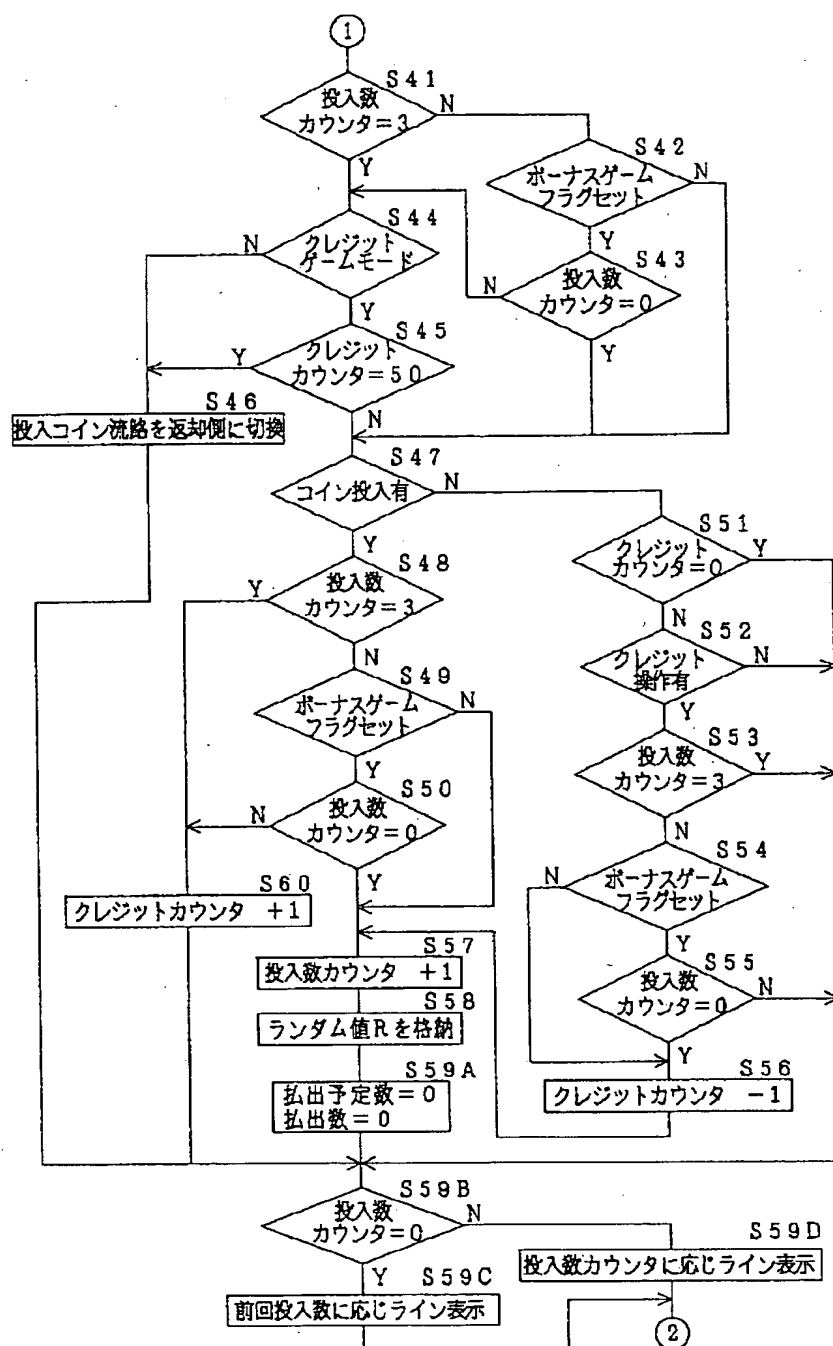 1
S41
投入数
カウンタ=3
N
Y
S42
ボーナスゲーム
フラグセット
N
Y
S43
投入数
カウンタ=0
N
Y
S44
クレジット
ゲームモード
N
Y
S45
クレジット
カウンタ=50
Y
N
S46
投入コイン流路を返却側に切換
S47
コイン投入有
N
Y
S48
投入数
カウンタ=3
Y
N
S49
ボーナスゲーム
フラグセット
N
Y
S50
投入数
カウンタ=0
N
Y
S60
クレジットカウンタ +1
S51
クレジット
カウンタ=0
Y
N
S52
クレジット
操作有
N
Y
S53
投入数
カウンタ=3
Y
N
S54
ボーナスゲーム
フラグセット
N
Y
S55
投入数
カウンタ=0
N
Y
S56
クレジットカウンタ -1
S57
投入数カウンタ +1
S58
ランダム値Rを格納
S59A
払出予定数=0
払出数=0
S59B
投入数
カウンタ=0
N
Y
S59C
前回投入数に応じライン表示
S59D
投入数カウンタに応じライン表示
2